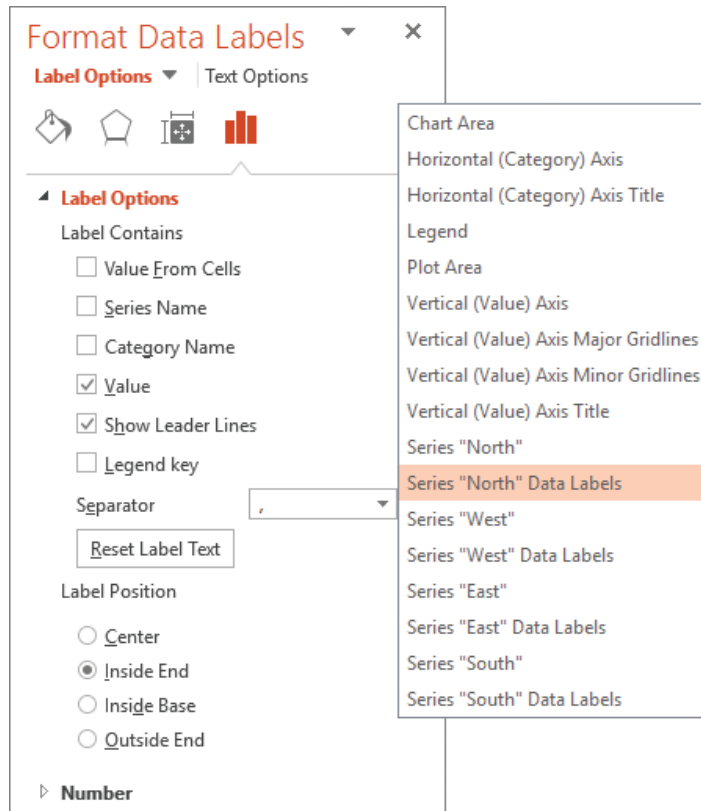 Format Data Labels
Label Options
Text Options
Label Options
Label Contains
Value From Cells
Series Name
Category Name
Value
Show Leader Lines
Legend key
Separator ,
Reset Label Text
Label Position
Center
Inside End
Inside Base
Outside End
Number
Chart Area
Horizontal (Category) Axis
Horizontal (Category) Axis Title
Legend
Plot Area
Vertical (Value) Axis
Vertical (Value) Axis Major Gridlines
Vertical (Value) Axis Minor Gridlines
Vertical (Value) Axis Title
Series "North"
Series "North" Data Labels
Series "West"
Series "West" Data Labels
Series "East"
Series "East" Data Labels
Series "South"
Series "South" Data Labels